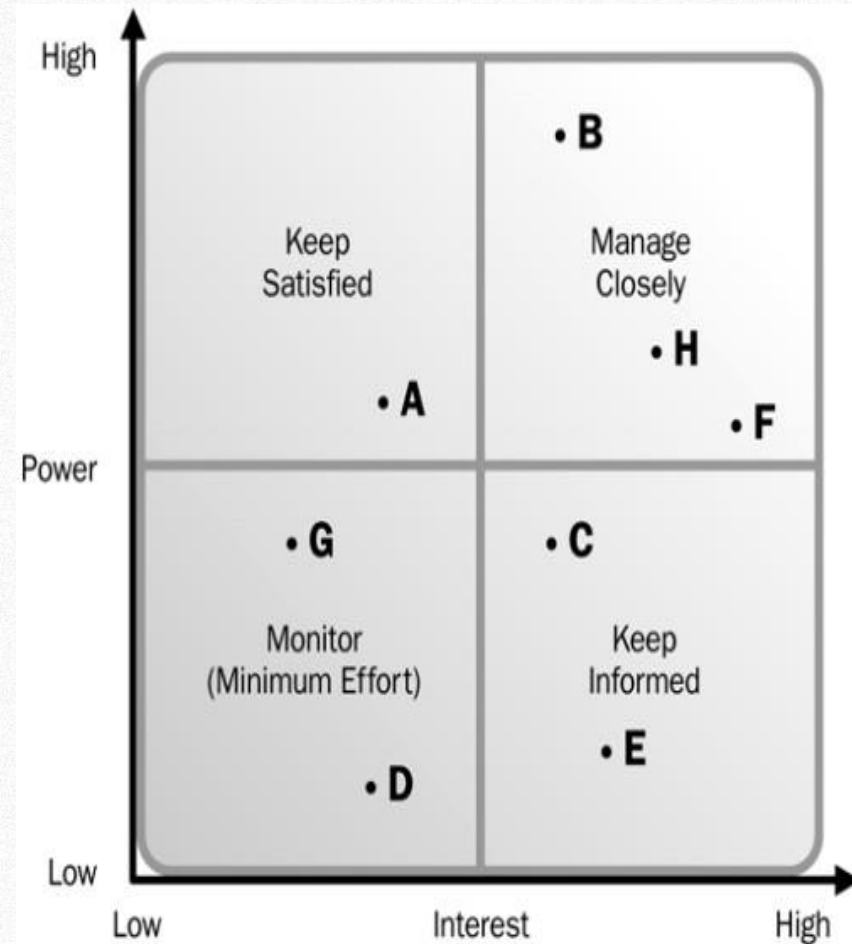 High
B
Keep
Satisfied
Manage
Closely
H
A
F
Power
G
C
Monitor
(Minimum Effort)
Keep
Informed
E
D
Low
Low
Interest
High